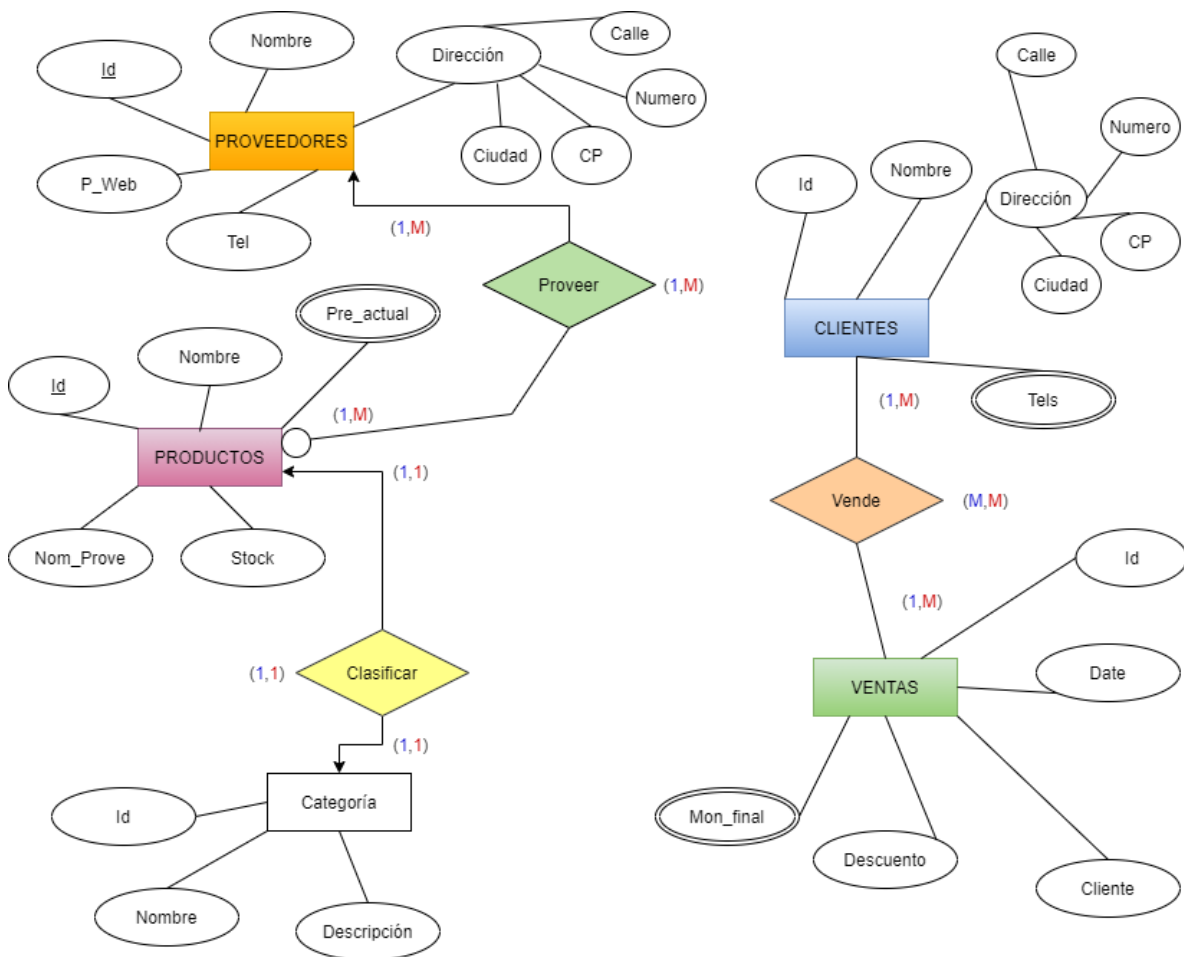 Nombre
Dirección
Calle
Id
Numero
PROVEEDORES
Ciudad
CP
P_Web
Tel
(1,M)
Proveer
(1,M)
Pre_actual
Nombre
Id
(1,M)
PRODUCTOS
(1,1)
Nom_Prove
Stock
(1,1)
Clasificar
(1,1)
Categoría
Id
Nombre
Descripción
Calle
Numero
Id
Nombre
Dirección
CP
Ciudad
CLIENTES
(1,M)
Tels
Vende
(M,M)
Id
(1,M)
Date
VENTAS
Mon_final
Descuento
Cliente